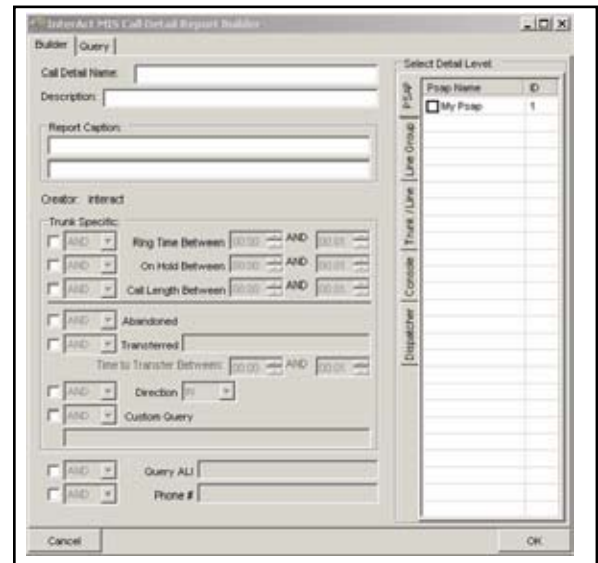 InterAct MIS Call Detail Report Builder
Builder Query
Call Detail Name:
Description:
Report Caption:
Creator: interact
Trunk Specific:
AND Ring Time Between 00:00 AND 00:01
AND On Hold Between 00:00 AND 00:01
AND Call Length Between 00:00 AND 00:01
AND Abandoned
AND Transferred
Time to Transfer Between: 00:00 AND 00:01
AND Direction IN
AND Custom Query
AND Query ALI
AND Phone #
Cancel
Select Detail Level
PSAP
Line Group
Trunk / Line
Console
Dispatcher
Psap Name ID
My Psap 1
OK